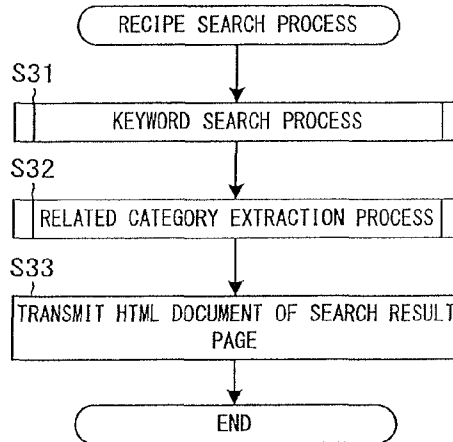 RECIPE SEARCH PROCESS
S31
KEYWORD SEARCH PROCESS
S32
RELATED CATEGORY EXTRACTION PROCESS
S33
TRANSMIT HTML DOCUMENT OF SEARCH RESULT
PAGE
END